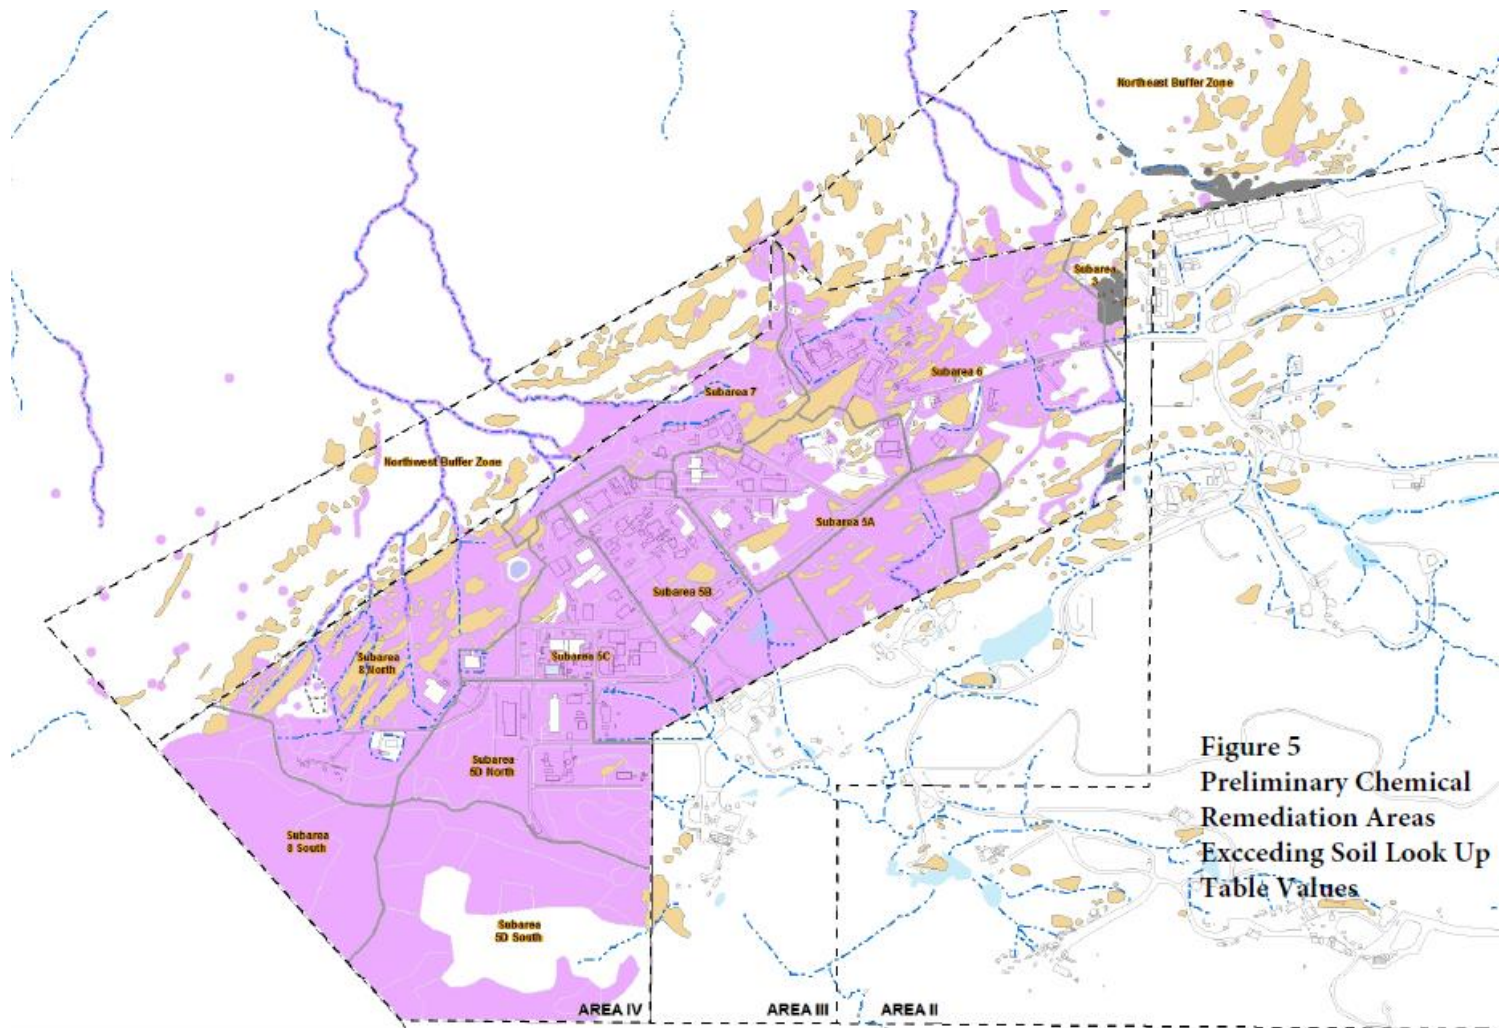 Northeast Buffer Zone
Subarea
3
Subarea 6
Subarea 7
Northwest Buffer Zone
Subarea 5A
Subarea 5B
Subarea 5C
Subarea
8 North
Subarea
5D North
Subarea
8 South
Subarea
5D South
Figure 5
Preliminary Chemical
Remediation Areas
Excceding Soil Look Up
Table Values
AREA IV
AREA III
AREA II